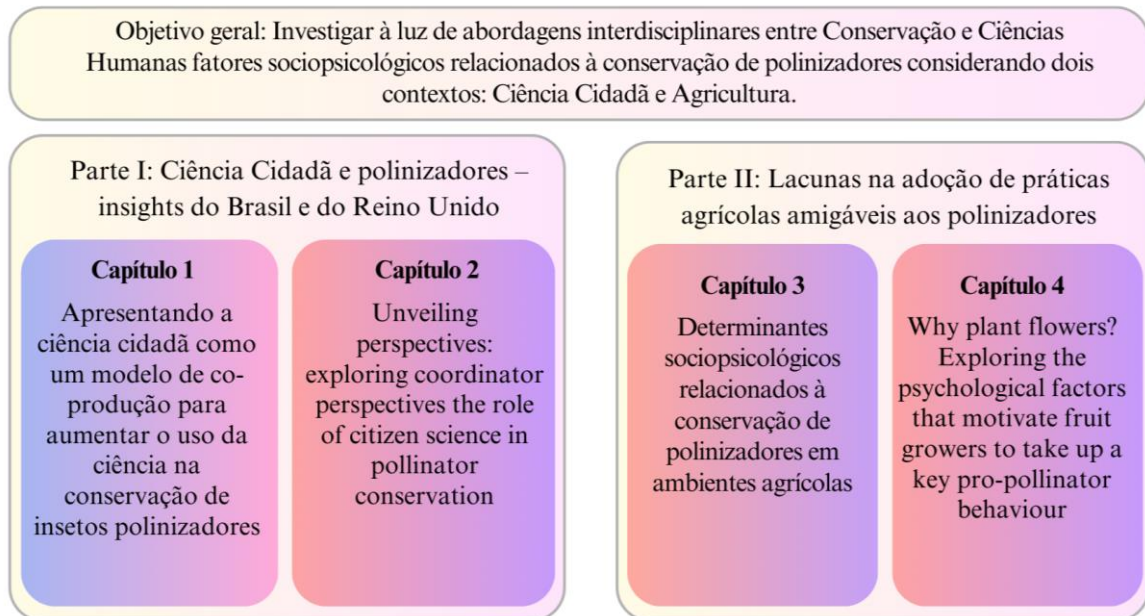 Objetivo geral: Investigar à luz de abordagens interdisciplinares entre Conservação e Ciências
Humanas fatores sociopsicológicos relacionados à conservação de polinizadores considerando dois
contextos: Ciência Cidadã e Agricultura.
Parte I: Ciência Cidadã e polinizadores –
insights do Brasil e do Reino Unido
Capítulo 1
Apresentando a
ciência cidadã como
um modelo de co-
produção para
aumentar o uso da
ciência na
conservação de
insetos polinizadores
Capítulo 2
Unveiling
perspectives:
exploring coordinator
perspectives the role
of citizen science in
pollinator
conservation
Parte II: Lacunas na adoção de práticas
agrícolas amigáveis aos polinizadores
Capítulo 3
Determinantes
sociopsicológicos
relacionados à
conservação de
polinizadores em
ambientes agrícolas
Capítulo 4
Why plant flowers?
Exploring the
psychological factors
that motivate fruit
growers to take up a
key pro-pollinator
behaviour